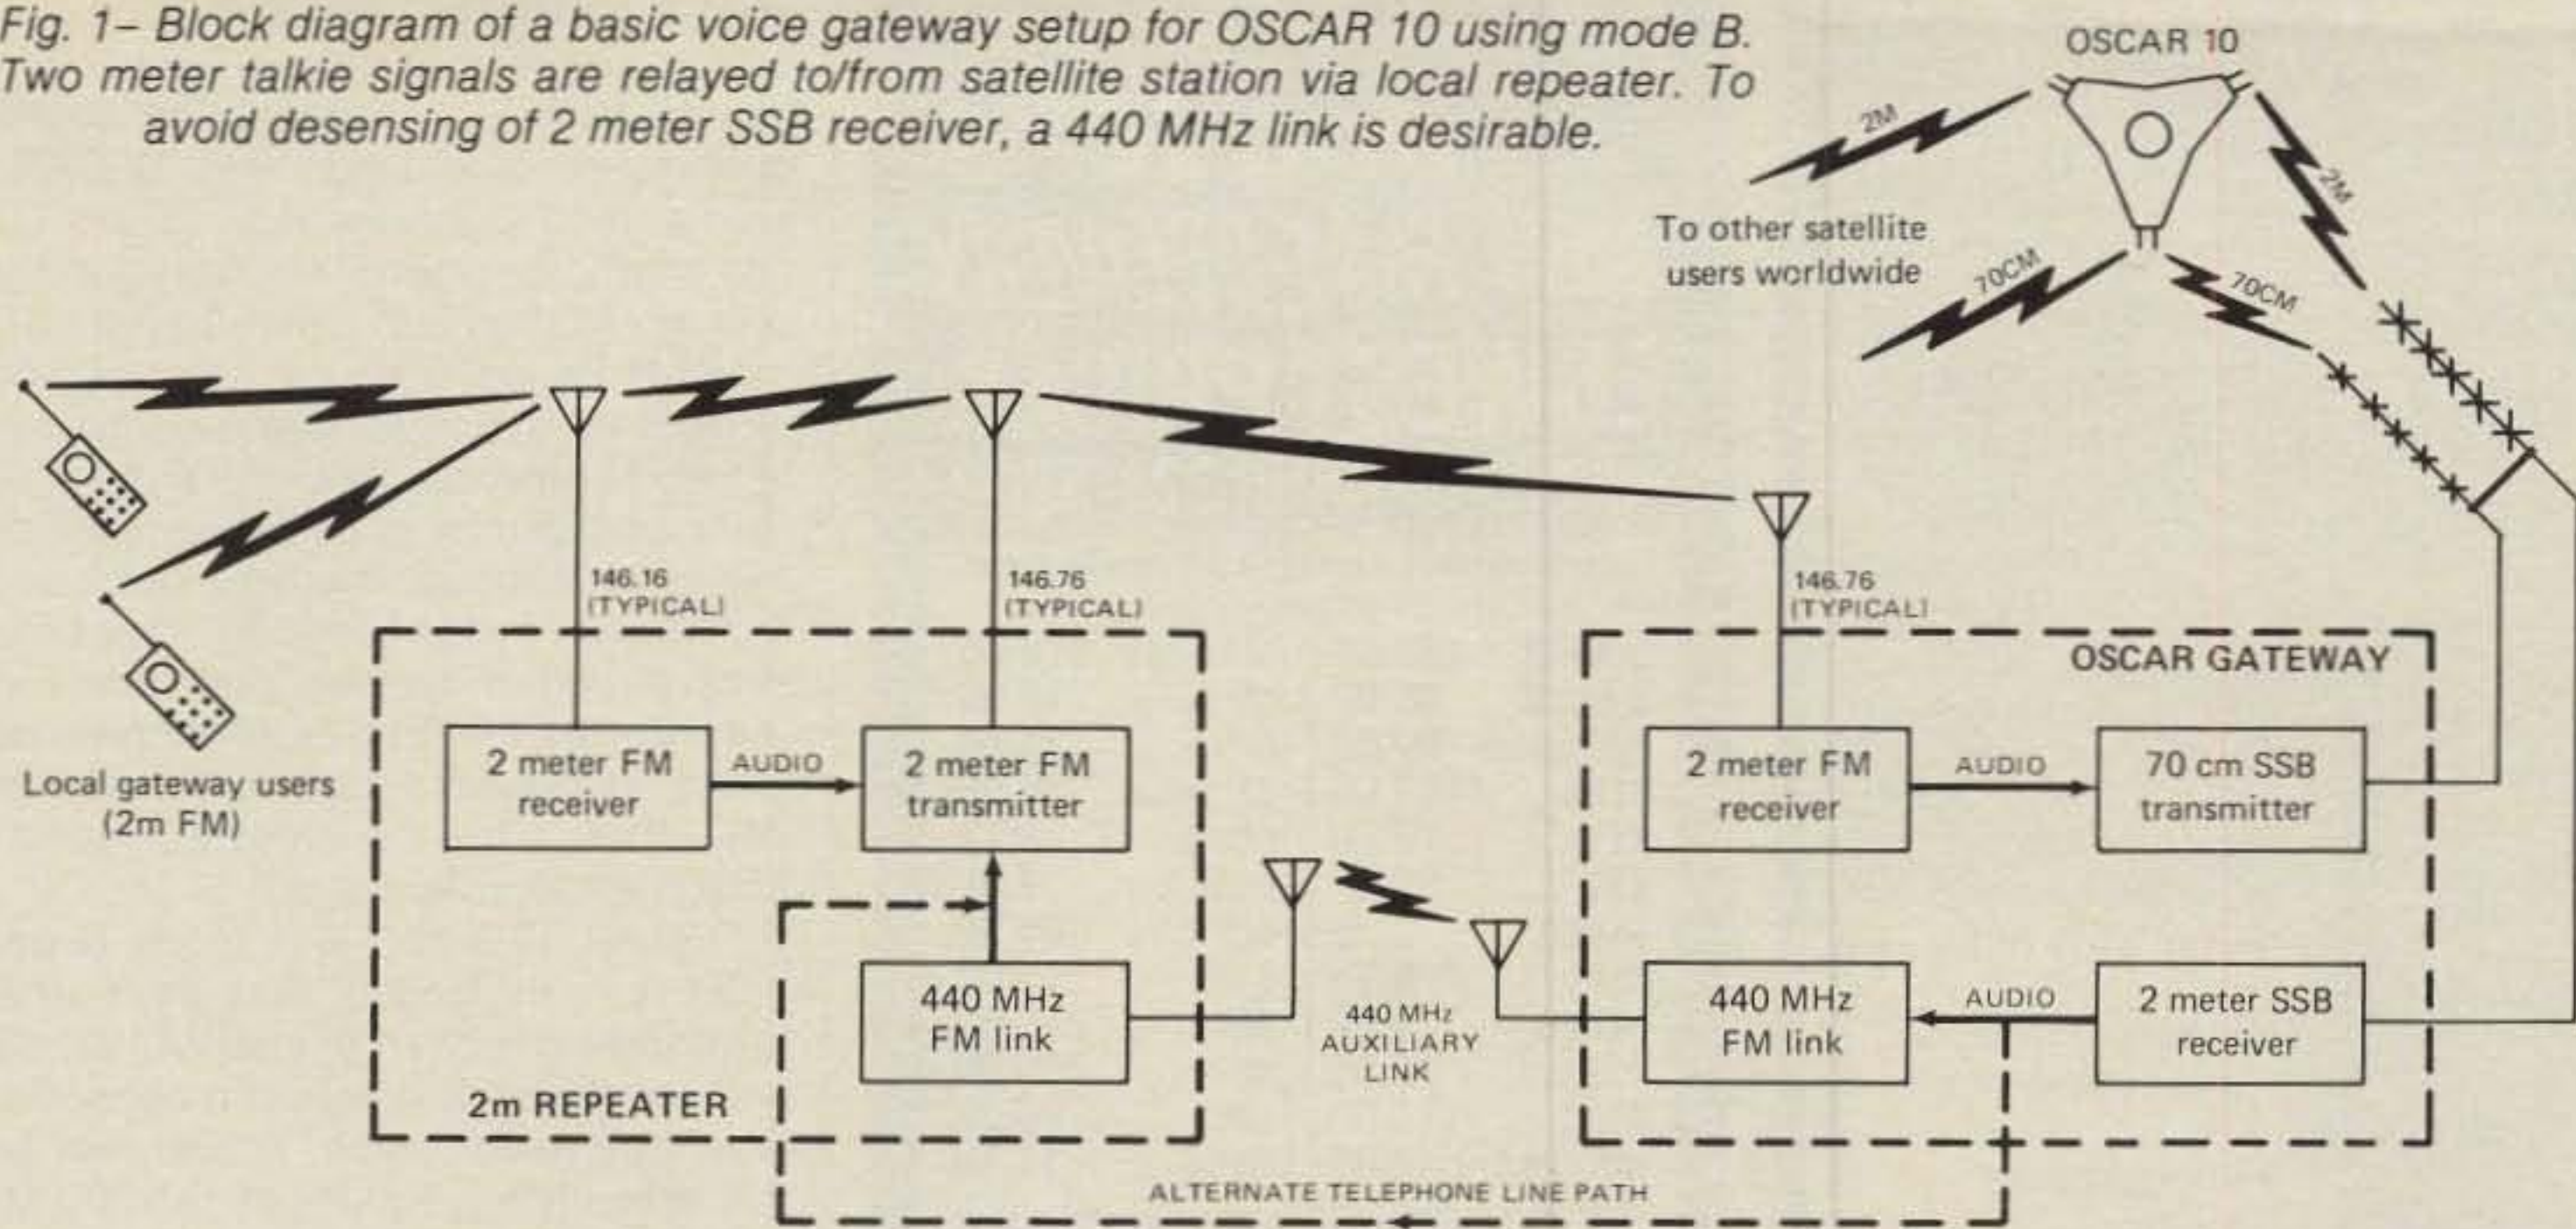 Fig. 1– Block diagram of a basic voice gateway setup for OSCAR 10 using mode B.
Two meter talkie signals are relayed to/from satellite station via local repeater. To
avoid desensing of 2 meter SSB receiver, a 440 MHz link is desirable.
OSCAR 10
2M
2M
To other satellite
users worldwide
70CM
70CM
146.16
(TYPICAL)
146.76
(TYPICAL)
146.76
(TYPICAL)
OSCAR GATEWAY
Local gateway users
(2m FM)
2 meter FM
receiver
AUDIO
2 meter FM
transmitter
2 meter FM
receiver
AUDIO
70 cm SSB
transmitter
440 MHz
FM link
440 MHz
AUXILIARY
LINK
440 MHz
FM link
AUDIO
2 meter SSB
receiver
2m REPEATER
ALTERNATE TELEPHONE LINE PATH